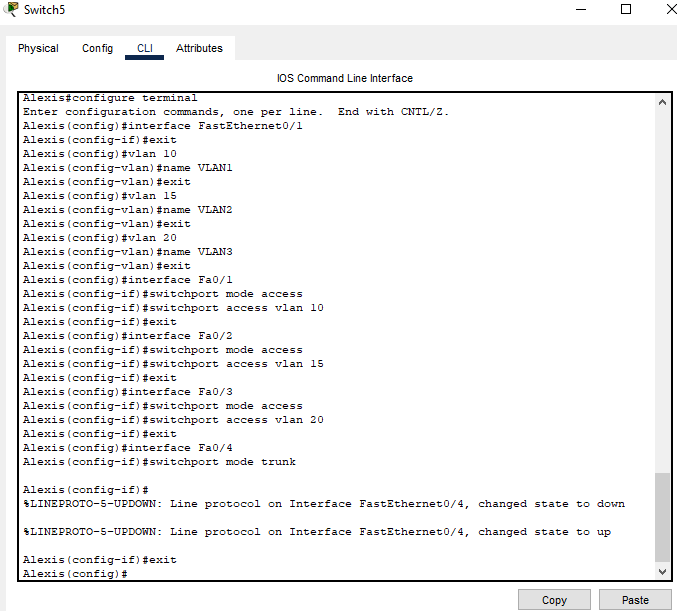 Switch5
Physical Config CLI Attributes
IOS Command Line Interface
Alexis#configure terminal
Enter configuration commands, one per line.  End with CNTL/Z.
Alexis(config)#interface FastEthernet0/1
Alexis(config-if)#exit
Alexis(config)#vlan 10
Alexis(config-vlan)#name VLAN1
Alexis(config-vlan)#exit
Alexis(config)#vlan 15
Alexis(config-vlan)#name VLAN2
Alexis(config-vlan)#exit
Alexis(config)#vlan 20
Alexis(config-vlan)#name VLAN3
Alexis(config-vlan)#exit
Alexis(config)#interface Fa0/1
Alexis(config-if)#switchport mode access
Alexis(config-if)#switchport access vlan 10
Alexis(config-if)#exit
Alexis(config)#interface Fa0/2
Alexis(config-if)#switchport mode access
Alexis(config-if)#switchport access vlan 15
Alexis(config-if)#exit
Alexis(config)#interface Fa0/3
Alexis(config-if)#switchport mode access
Alexis(config-if)#switchport access vlan 20
Alexis(config-if)#exit
Alexis(config)#interface Fa0/4
Alexis(config-if)#switchport mode trunk
Alexis(config-if)#
%LINEPROTO-5-UPDOWN: Line protocol on Interface FastEthernet0/4, changed state to down
%LINEPROTO-5-UPDOWN: Line protocol on Interface FastEthernet0/4, changed state to up
Alexis(config-if)#exit
Alexis(config)#
Copy Paste